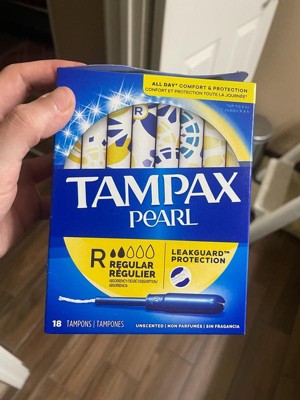 ALL DAY* COMFORT & PROTECTION
CONFORT ET PROTECTION TOUTE LA JOURNÉE*
R
TAMPAX
PEARL
R REGULAR
RÉGULIER
LEAKGUARD™
PROTECTION
18 TAMPONS / TAMPONES
UNSCENTED | NON PARFUMÉS | SIN FRAGANCIA